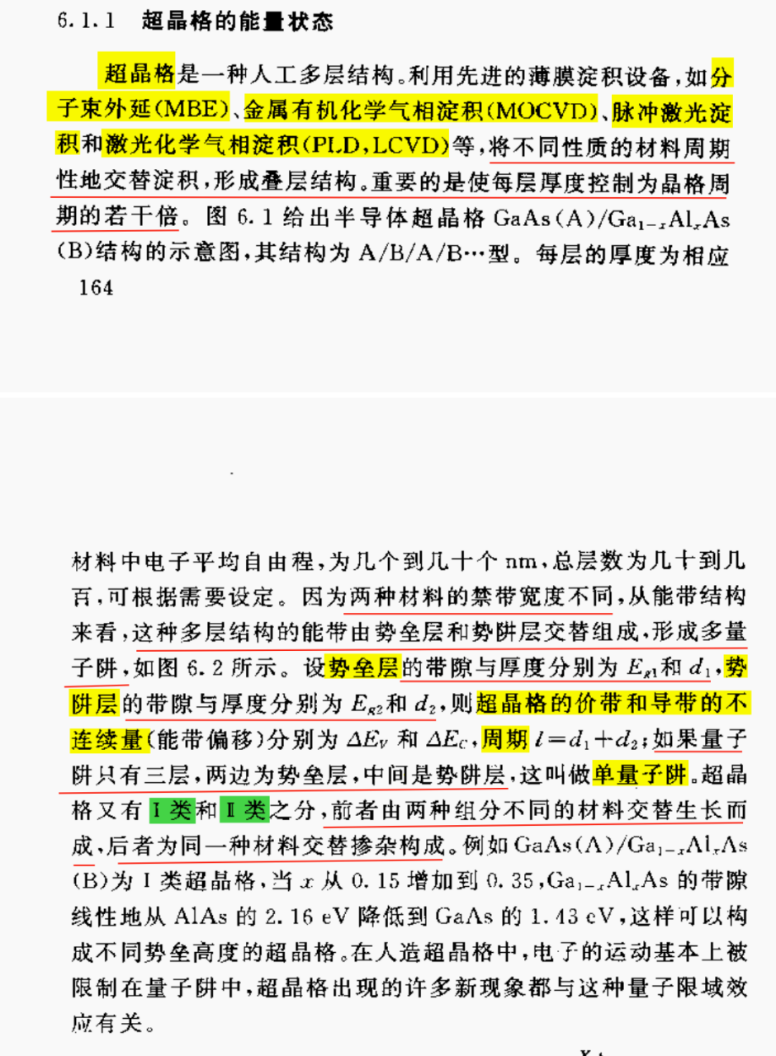 6.1.1 超晶格的能量状态
超晶格是一种人工多层结构。利用先进的薄膜淀积设备,如分
子束外延(MBE)、金属有机化学气相淀积(MOCVD)、脉冲激光淀
积和激光化学气相淀积(PLD,LCVD)等,将不同性质的材料周期
性地交替淀积,形成叠层结构。重要的是使每层厚度控制为晶格周
期的若干倍。图 6.1 给出半导体超晶格 GaAs(A)/Ga₁₋ₓAlₓAs
(B)结构的示意图,其结构为 A/B/A/B…型。每层的厚度为相应
164
材料中电子平均自由程,为几个到几十个 nm,总层数为几十到几
百,可根据需要设定。因为两种材料的禁带宽度不同,从能带结构
来看,这种多层结构的能带由势垒层和势阱层交替组成,形成多量
子阱,如图 6.2 所示。设势垒层的带隙与厚度分别为 E_g1和 d₁,势
阱层的带隙与厚度分别为 E_g2和 d₂,则超晶格的价带和导带的不
连续量(能带偏移)分别为 ΔE_V 和 ΔE_C,周期 l=d₁+d₂;如果量子
阱只有三层,两边为势垒层,中间是势阱层,这叫做单量子阱。超晶
格又有 I 类和 II 类之分,前者由两种组分不同的材料交替生长而
成,后者为同一种材料交替掺杂构成。例如 GaAs(A)/Ga₁₋ₓAlₓAs
(B)为 I 类超晶格,当 x 从 0.15 增加到 0.35,Ga₁₋ₓAlₓAs 的带隙
线性地从 AlAs 的 2.16 eV 降低到 GaAs 的 1.43 eV,这样可以构
成不同势垒高度的超晶格。在人造超晶格中,电子的运动基本上被
限制在量子阱中,超晶格出现的许多新现象都与这种量子限域效
应有关。